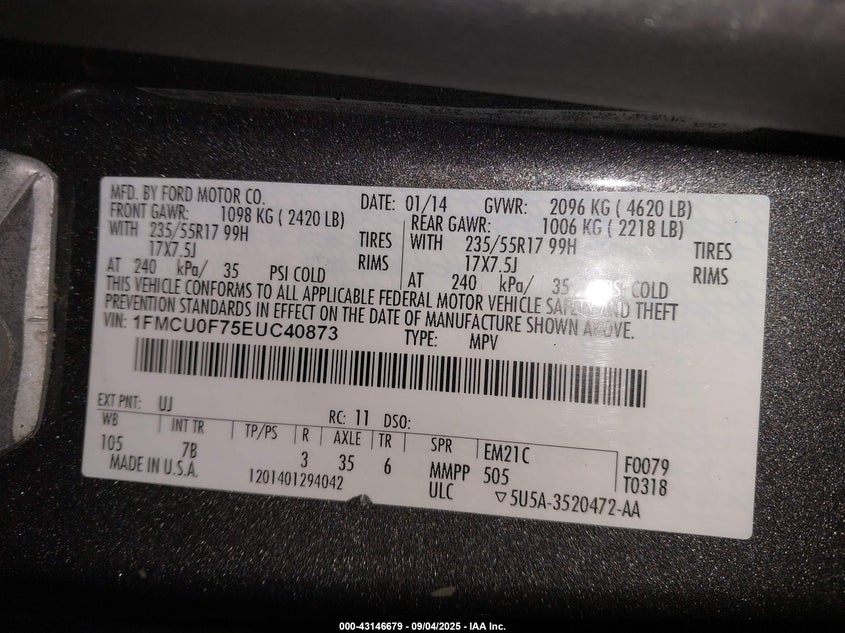 MFD. BY FORD MOTOR CO. DATE: 01/14 GVWR: 2096 KG ( 4620 LB)
FRONT GAWR: 1098 KG ( 2420 LB) REAR GAWR: 1006 KG ( 2218 LB)
WITH 235/55R17 99H TIRES WITH 235/55R17 99H TIRES
17X7.5J RIMS 17X7.5J RIMS
AT 240 kPa/ 35 PSI COLD AT 240 kPa/ 35 PSI COLD
THIS VEHICLE CONFORMS TO ALL APPLICABLE FEDERAL MOTOR VEHICLE SAFETY AND THEFT
PREVENTION STANDARDS IN EFFECT ON THE DATE OF MANUFACTURE SHOWN ABOVE.
VIN: 1FMCU0F75EUC40873 TYPE: MPV
EXT PNT: UJ RC: 11 DSO:
WB INT TR TP/PS R AXLE TR SPR EM21C F0079
105 7B 3 35 6 MMPP 505 T0318
MADE IN U.S.A. 1201401294042 ULC ▽5U5A-3520472-AA
000-43146679 - 09/04/2025 - IAA Inc.